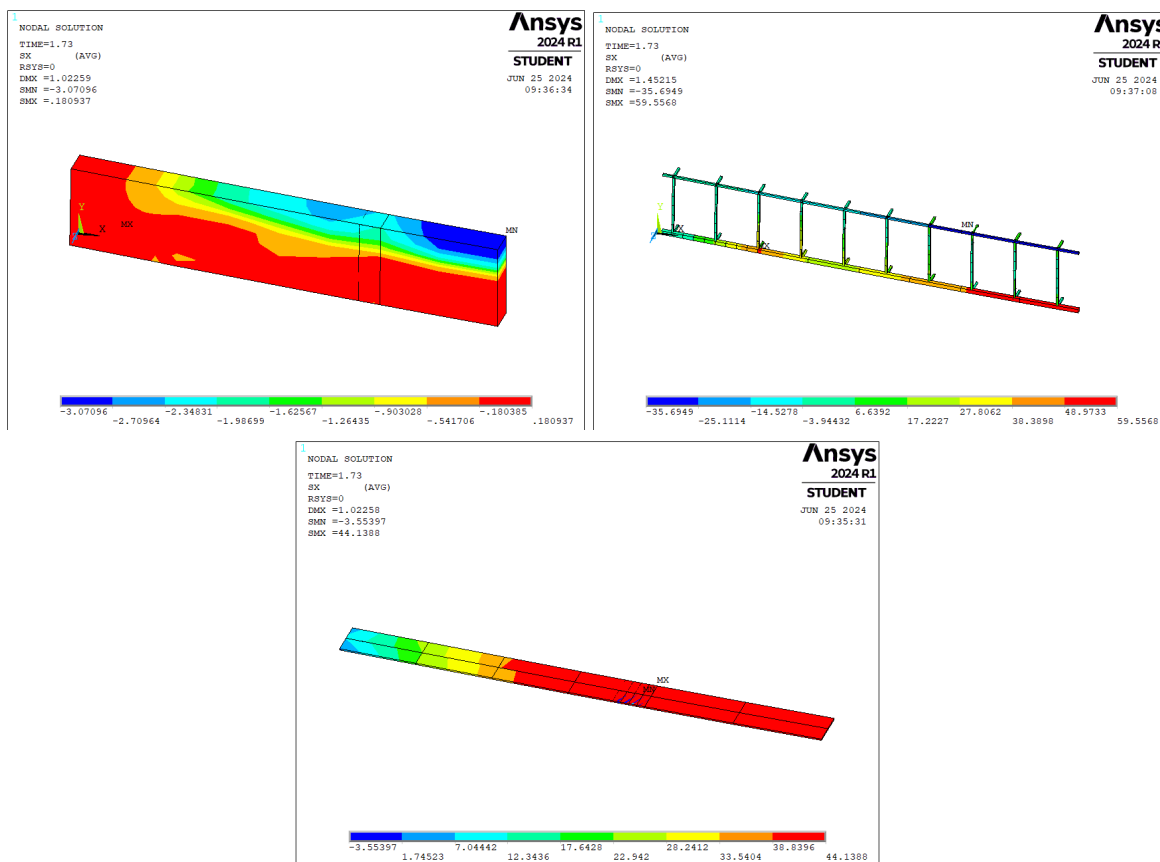 1
NODAL SOLUTION
TIME=1.73
SX (AVG)
RSYS=0
DMX =1.02259
SMN =-3.07096
SMX =.180937
Ansys
2024 R1
STUDENT
JUN 25 2024
09:36:34
Y
X
MX
MN
-3.07096 -2.34831 -1.62567 -.903028 -.180385
-2.70964 -1.98699 -1.26435 -.541706 .180937
1
NODAL SOLUTION
TIME=1.73
SX (AVG)
RSYS=0
DMX =1.45215
SMN =-35.6949
SMX =59.5568
Ansys
2024 R1
STUDENT
JUN 25 2024
09:37:08
MN
Y
X
-35.6949 -14.5278 6.6392 27.8062 48.9733
-25.1114 -3.94432 17.2227 38.3898 59.5568
1
NODAL SOLUTION
TIME=1.73
SX (AVG)
RSYS=0
DMX =1.02258
SMN =-3.55397
SMX =44.1388
Ansys
2024 R1
STUDENT
JUN 25 2024
09:35:31
MX
MN
-3.55397 7.04442 17.6428 28.2412 38.8396
1.74523 12.3436 22.942 33.5404 44.1388